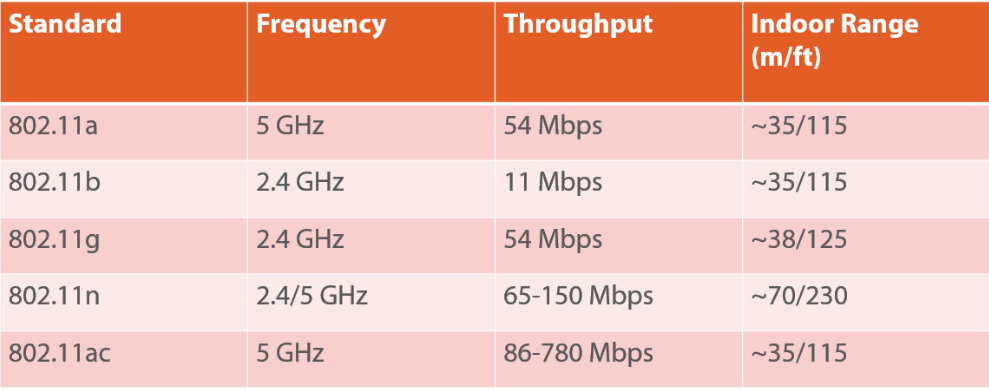 Standard Frequency Throughput Indoor Range
(m/ft)
802.11a 5 GHz 54 Mbps ~35/115
802.11b 2.4 GHz 11 Mbps ~35/115
802.11g 2.4 GHz 54 Mbps ~38/125
802.11n 2.4/5 GHz 65-150 Mbps ~70/230
802.11ac 5 GHz 86-780 Mbps ~35/115